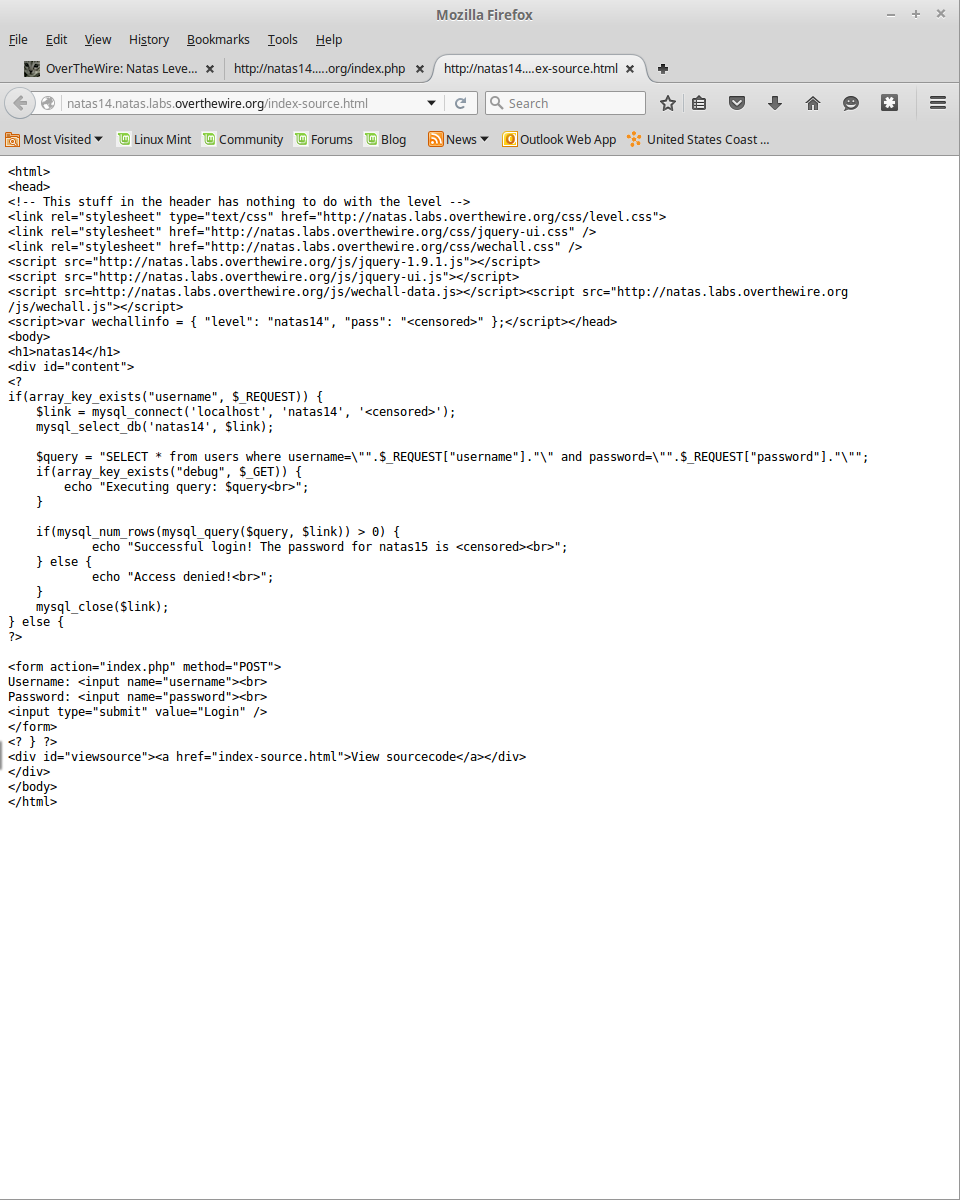 Mozilla Firefox
File Edit View History Bookmarks Tools Help
OverTheWire: Natas Leve... http://natas14.....org/index.php http://natas14....ex-source.html
natas14.natas.labs.overthewire.org/index-source.html Search
Most Visited Linux Mint Community Forums Blog News Outlook Web App United States Coast ...
<html>
<head>
<!-- This stuff in the header has nothing to do with the level -->
<link rel="stylesheet" type="text/css" href="http://natas.labs.overthewire.org/css/level.css">
<link rel="stylesheet" href="http://natas.labs.overthewire.org/css/jquery-ui.css" />
<link rel="stylesheet" href="http://natas.labs.overthewire.org/css/wechall.css" />
<script src="http://natas.labs.overthewire.org/js/jquery-1.9.1.js"></script>
<script src="http://natas.labs.overthewire.org/js/jquery-ui.js"></script>
<script src=http://natas.labs.overthewire.org/js/wechall-data.js></script><script src="http://natas.labs.overthewire.org
/js/wechall.js"></script>
<script>var wechallinfo = { "level": "natas14", "pass": "<censored>" };</script></head>
<body>
<h1>natas14</h1>
<div id="content">
<?
if(array_key_exists("username", $_REQUEST)) {
    $link = mysql_connect('localhost', 'natas14', '<censored>');
    mysql_select_db('natas14', $link);
    $query = "SELECT * from users where username=\"".$_REQUEST["username"]."\" and password=\"".$_REQUEST["password"]."\"";
    if(array_key_exists("debug", $_GET)) {
        echo "Executing query: $query<br>";
    }
    if(mysql_num_rows(mysql_query($query, $link)) > 0) {
            echo "Successful login! The password for natas15 is <censored><br>";
    } else {
            echo "Access denied!<br>";
    }
    mysql_close($link);
} else {
?>
<form action="index.php" method="POST">
Username: <input name="username"><br>
Password: <input name="password"><br>
<input type="submit" value="Login" />
</form>
<? } ?>
<div id="viewsource"><a href="index-source.html">View sourcecode</a></div>
</div>
</body>
</html>